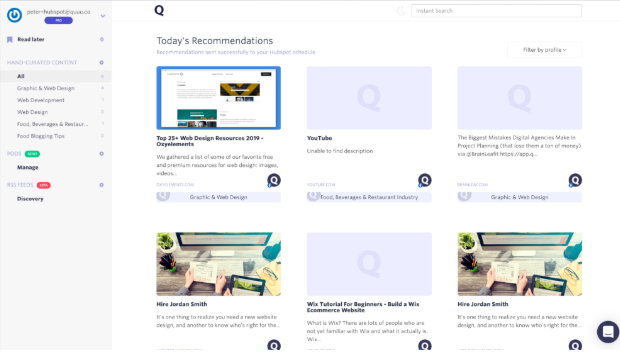 peter+hubspot@quuu.co
PRO
Q
Instant Search
Read later
HAND-CURATED CONTENT
All
Graphic & Web Design
Web Development
Web Design
Food, Beverages & Restaur...
Food Blogging Tips
PODS NEW!
Manage
RSS FEEDS
Discovery
Today's Recommendations
Recommendations sent successfully to your Hubspot schedule
Filter by profile
Top 25+ Web Design Resources 2019 -
Oxyelements
We gathered a list of some of our favorite free
and premium resources for web design: images,
videos...
Graphic & Web Design
Q
YouTube
Unable to find description
YOUTUBE.COM
Food, Beverages & Restaurant Industry
Q
The Biggest Mistakes Digital Agencies Make in
Project Planning (that lose them a ton of money)
via @BrainLeafit https://app.q...
Graphic & Web Design
Hire Jordan Smith
It's one thing to realize you need a new website
design, and another to know who's right for the...
Q
Wix Tutorial For Beginners - Build a Wix
Ecommerce Website
What is Wix? There are lots of people who are
not yet familiar with Wix and what it actually is.
Wix...
Hire Jordan Smith
It's one thing to realize you need a new website
design, and another to know who's right for the...